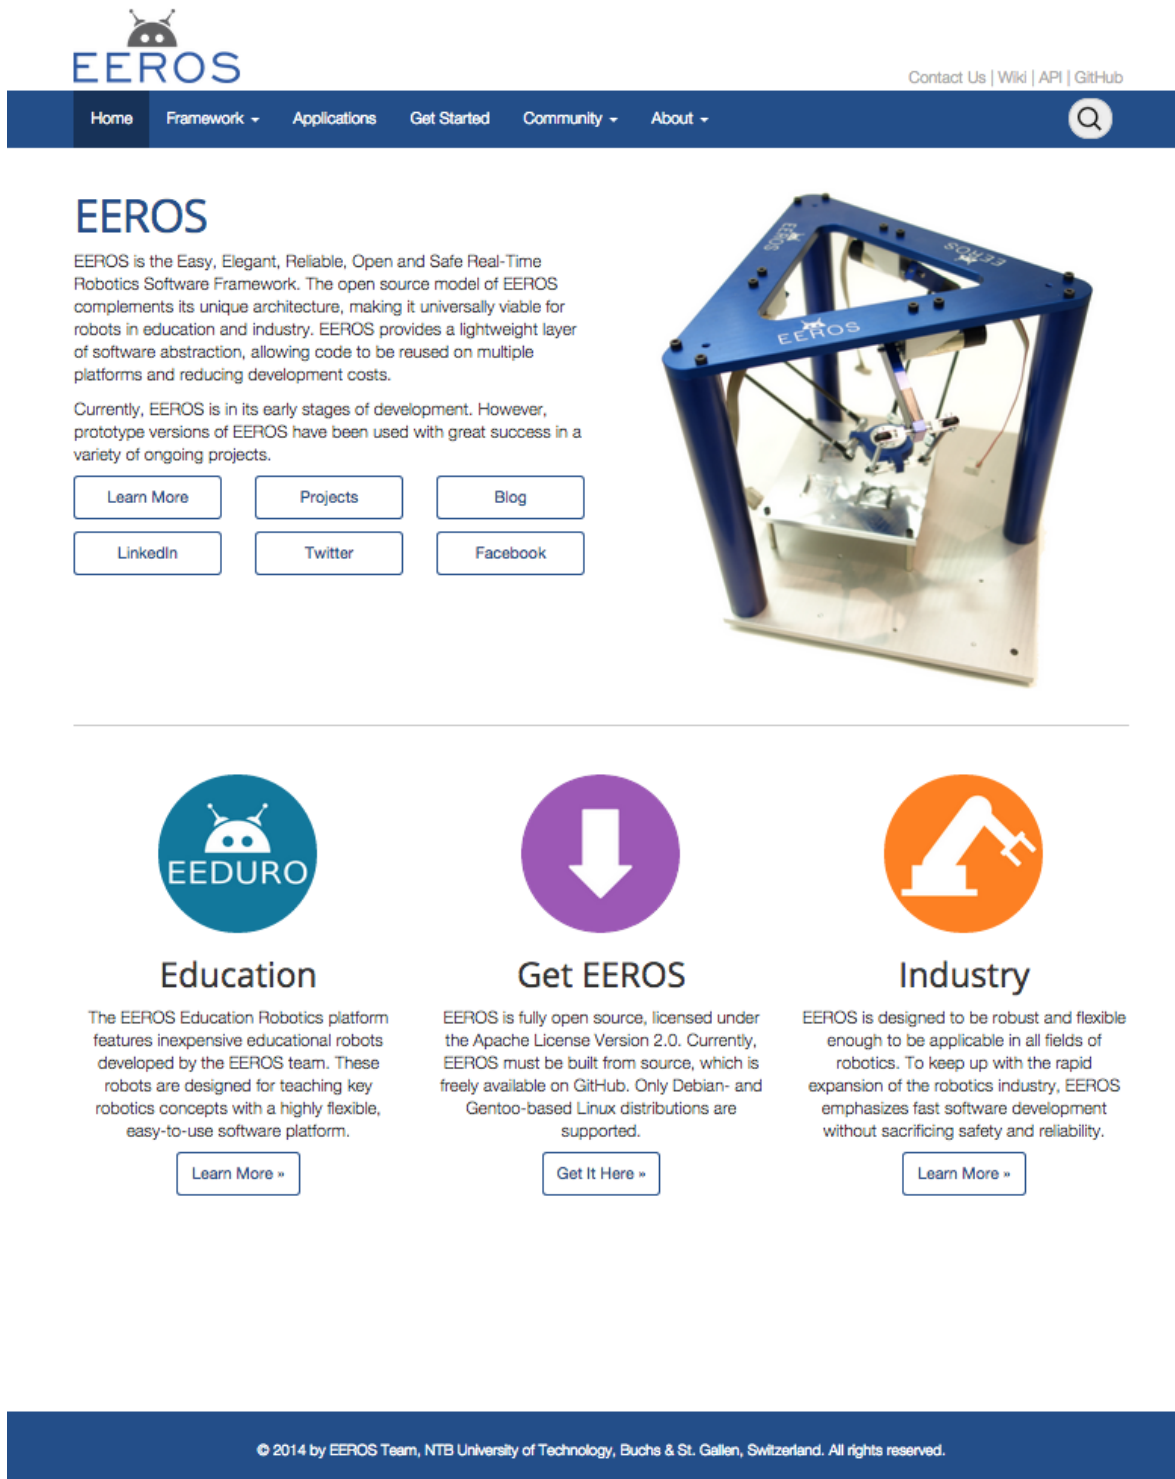 EEROS
Contact Us | Wiki | API | GitHub
Home Framework Applications Get Started Community About
EEROS
EEROS is the Easy, Elegant, Reliable, Open and Safe Real-Time
Robotics Software Framework. The open source model of EEROS
complements its unique architecture, making it universally viable for
robots in education and industry. EEROS provides a lightweight layer
of software abstraction, allowing code to be reused on multiple
platforms and reducing development costs.
Currently, EEROS is in its early stages of development. However,
prototype versions of EEROS have been used with great success in a
variety of ongoing projects.
Learn More Projects Blog
LinkedIn Twitter Facebook
EEROS
EEROS
EEROS
EEDURO
Education
The EEROS Education Robotics platform
features inexpensive educational robots
developed by the EEROS team. These
robots are designed for teaching key
robotics concepts with a highly flexible,
easy-to-use software platform.
Learn More »
Get EEROS
EEROS is fully open source, licensed under
the Apache License Version 2.0. Currently,
EEROS must be built from source, which is
freely available on GitHub. Only Debian- and
Gentoo-based Linux distributions are
supported.
Get It Here »
Industry
EEROS is designed to be robust and flexible
enough to be applicable in all fields of
robotics. To keep up with the rapid
expansion of the robotics industry, EEROS
emphasizes fast software development
without sacrificing safety and reliability.
Learn More »
© 2014 by EEROS Team, NTB University of Technology, Buchs & St. Gallen, Switzerland. All rights reserved.